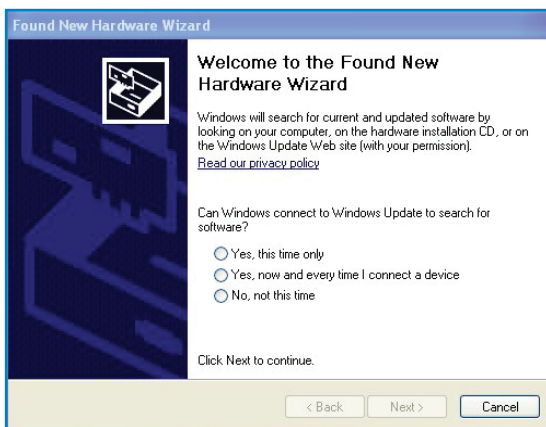 Found New Hardware Wizard
Welcome to the Found New
Hardware Wizard
Windows will search for current and updated software by
looking on your computer, on the hardware installation CD, or on
the Windows Update Web site (with your permission).
Read our privacy policy
Can Windows connect to Windows Update to search for
software?
Yes, this time only
Yes, now and every time I connect a device
No, not this time
Click Next to continue.
< Back
Next >
Cancel